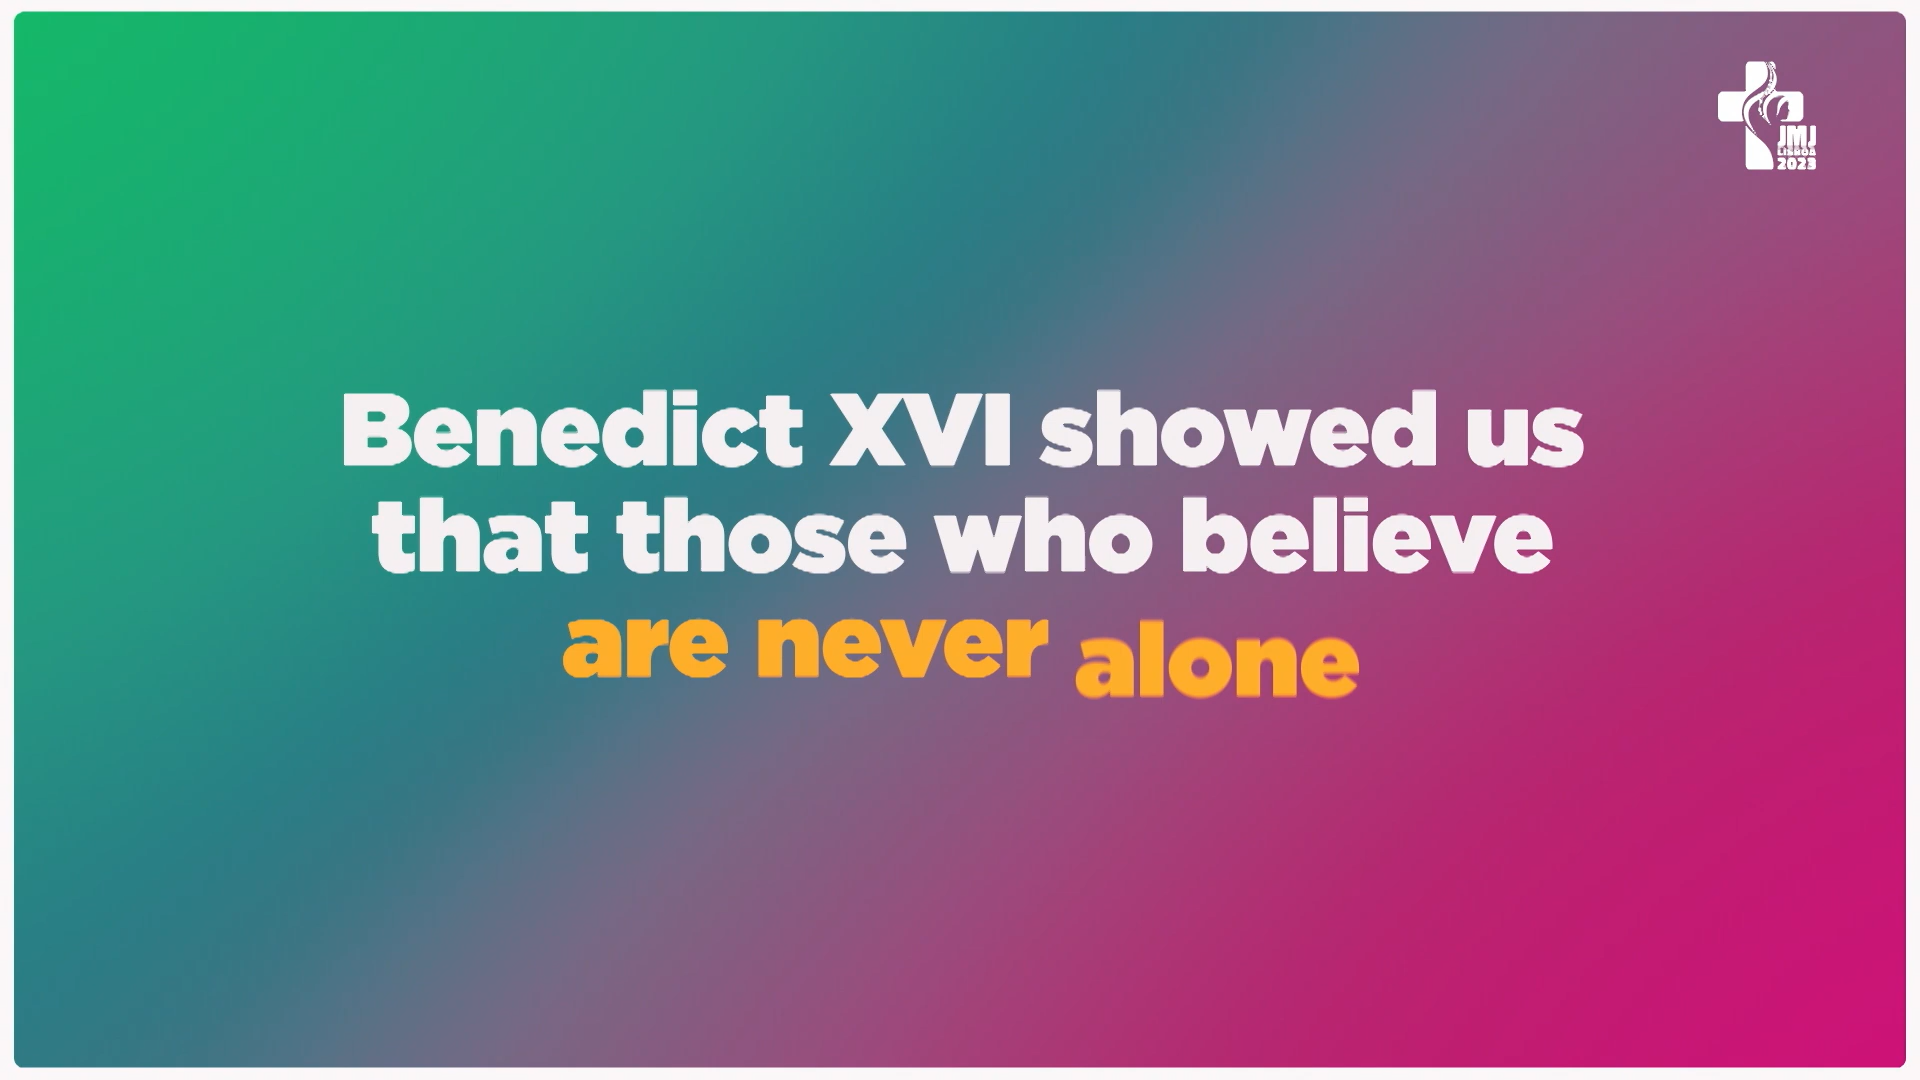 JMJ
LISBOA
2023
Benedict XVI showed us
that those who believe
are never alone